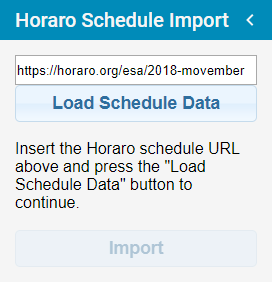 Horaro Schedule Import
https://horaro.org/esa/2018-movember
Load Schedule Data
Insert the Horaro schedule URL
above and press the "Load
Schedule Data" button to
continue.
Import